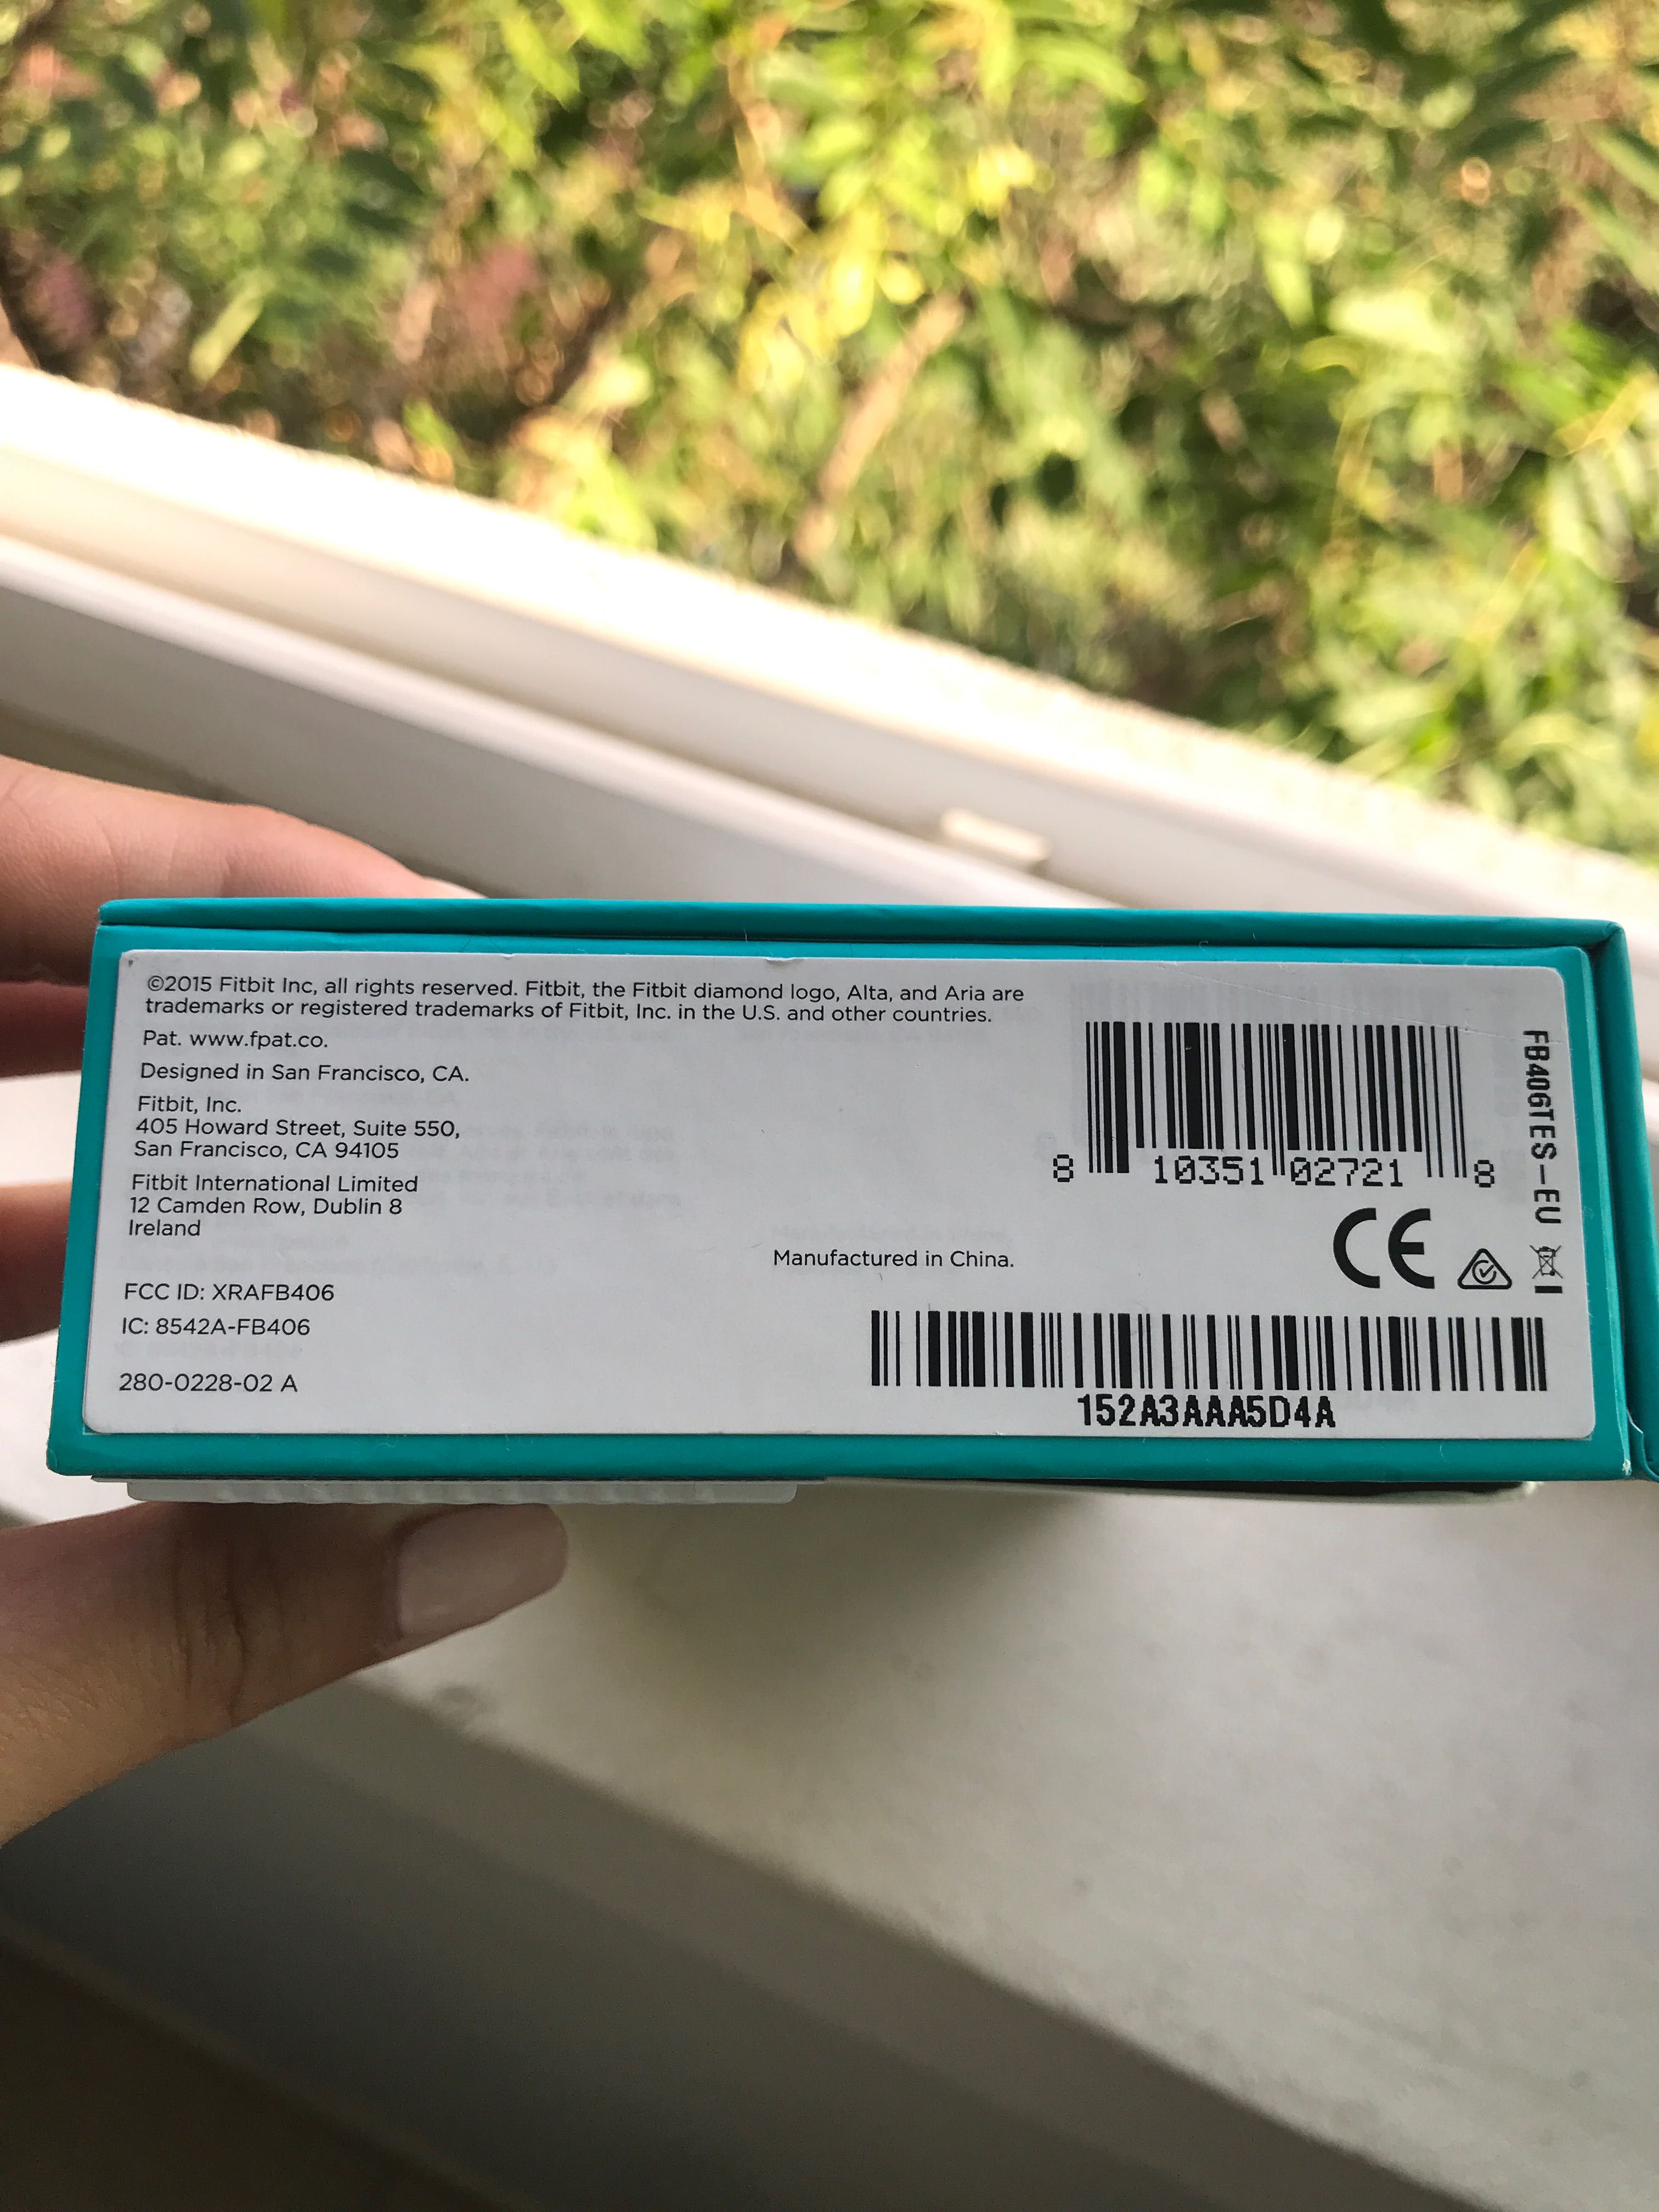 ©2015 Fitbit Inc, all rights reserved. Fitbit, the Fitbit diamond logo, Alta, and Aria are
trademarks or registered trademarks of Fitbit, Inc. in the U.S. and other countries.
Pat. www.fpat.co.
Designed in San Francisco, CA.
Fitbit, Inc.
405 Howard Street, Suite 550,
San Francisco, CA 94105
Fitbit International Limited
12 Camden Row, Dublin 8
Ireland
FCC ID: XRAFB406
IC: 8542A-FB406
280-0228-02 A
Manufactured in China.
8 10351 02721 8
FB406TES-EU
CE
152A3AAA5D4A